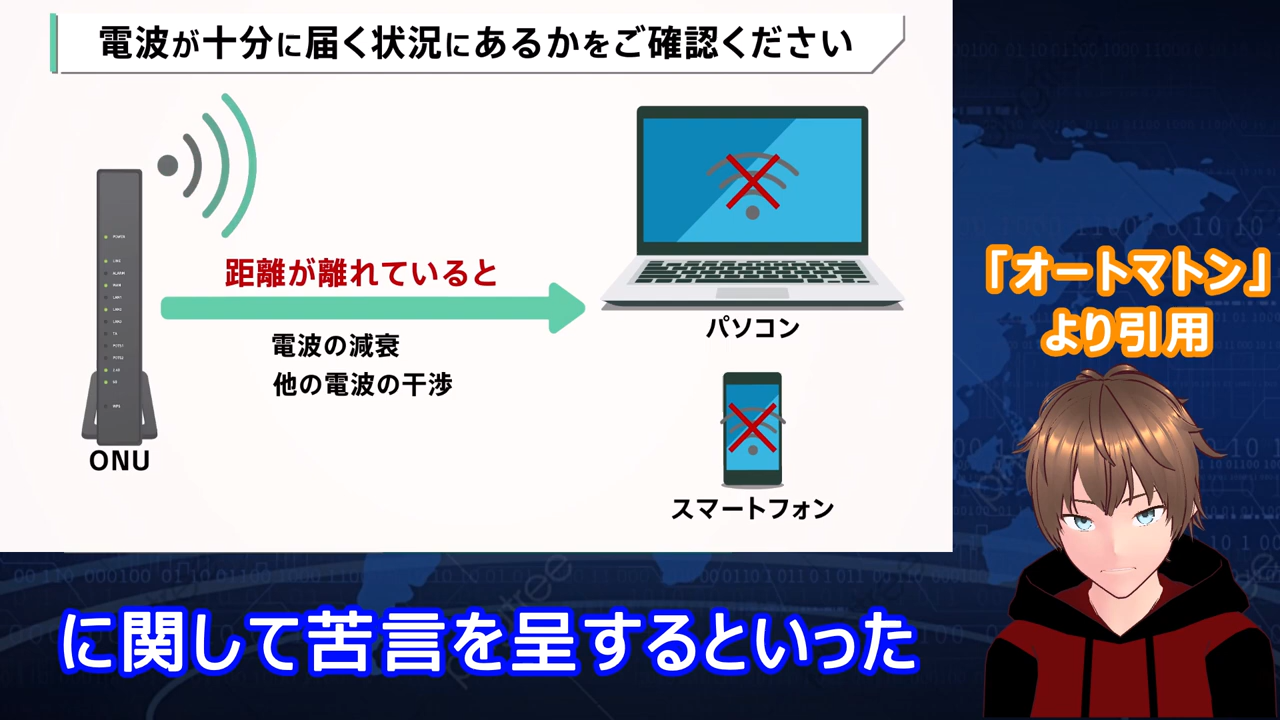 電波が十分に届く状況にあるかをご確認ください
距離が離れていると
電波の減衰
他の電波の干渉
ONU
パソコン
スマートフォン
「オートマトン」
より引用
に関して苦言を呈するといった